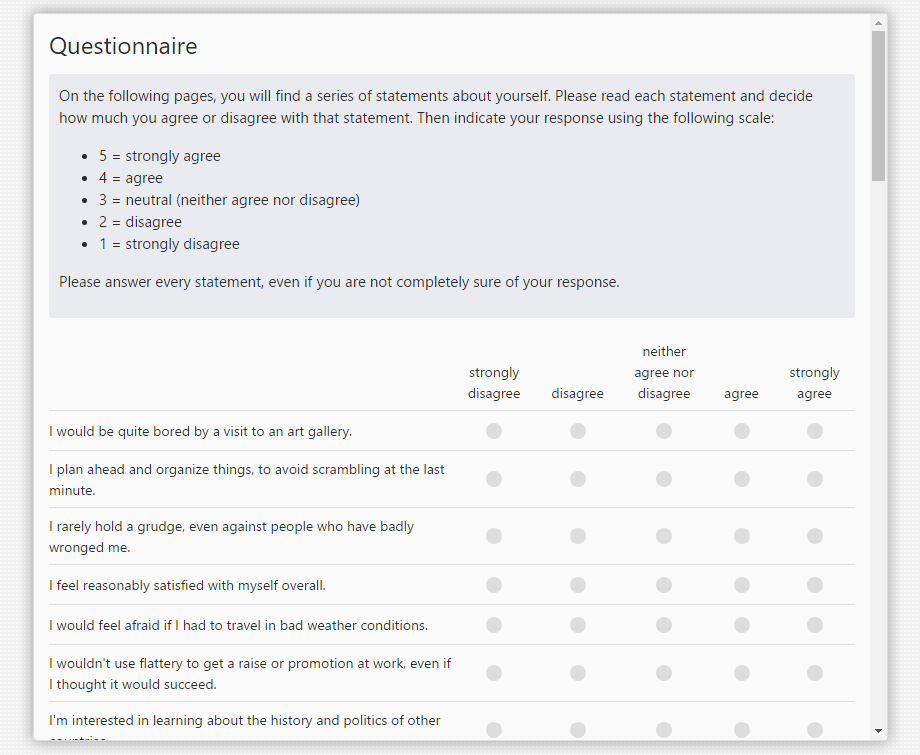 Questionnaire
On the following pages, you will find a series of statements about yourself. Please read each statement and decide
how much you agree or disagree with that statement. Then indicate your response using the following scale:
• 5 = strongly agree
• 4 = agree
• 3 = neutral (neither agree nor disagree)
• 2 = disagree
• 1 = strongly disagree
Please answer every statement, even if you are not completely sure of your response.
strongly disagree
disagree
neither agree nor disagree
agree
strongly agree
I would be quite bored by a visit to an art gallery.
I plan ahead and organize things, to avoid scrambling at the last
minute.
I rarely hold a grudge, even against people who have badly
wronged me.
I feel reasonably satisfied with myself overall.
I would feel afraid if I had to travel in bad weather conditions.
I wouldn't use flattery to get a raise or promotion at work, even if
I thought it would succeed.
I'm interested in learning about the history and politics of other